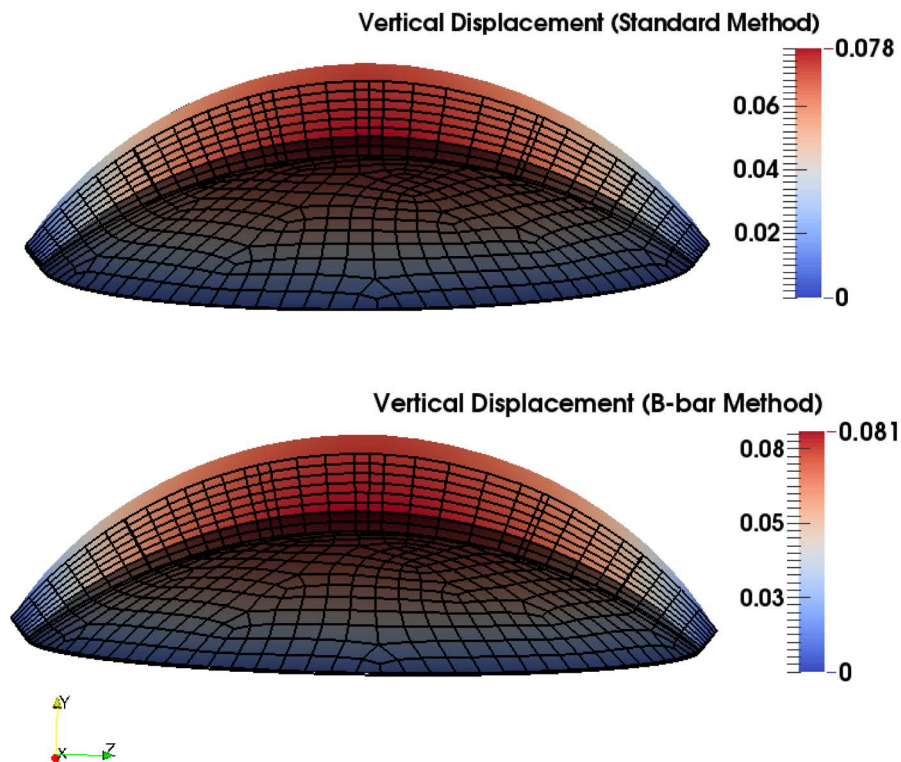 Vertical Displacement (Standard Method)
0.078
0.06
0.04
0.02
0
Vertical Displacement (B-bar Method)
0.081
0.08
0.05
0.03
0
Y
X
Z